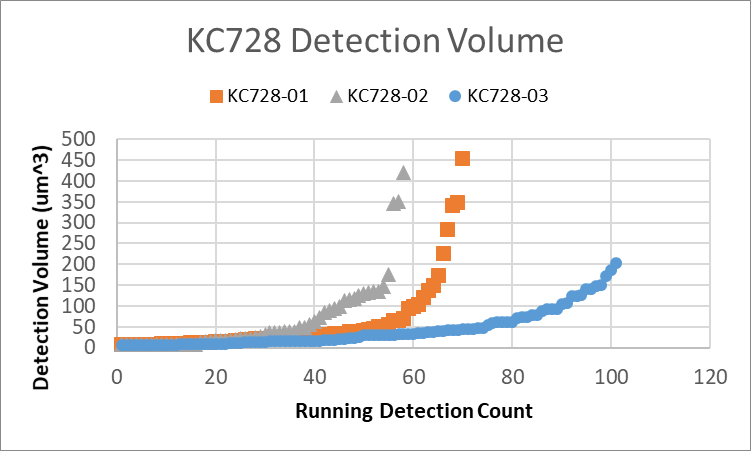 KC728 Detection Volume
KC728-01 KC728-02 KC728-03
500
450
400
350
300
250
200
150
100
50
0
Detection Volume (um^3)
0 20 40 60 80 100 120
Running Detection Count